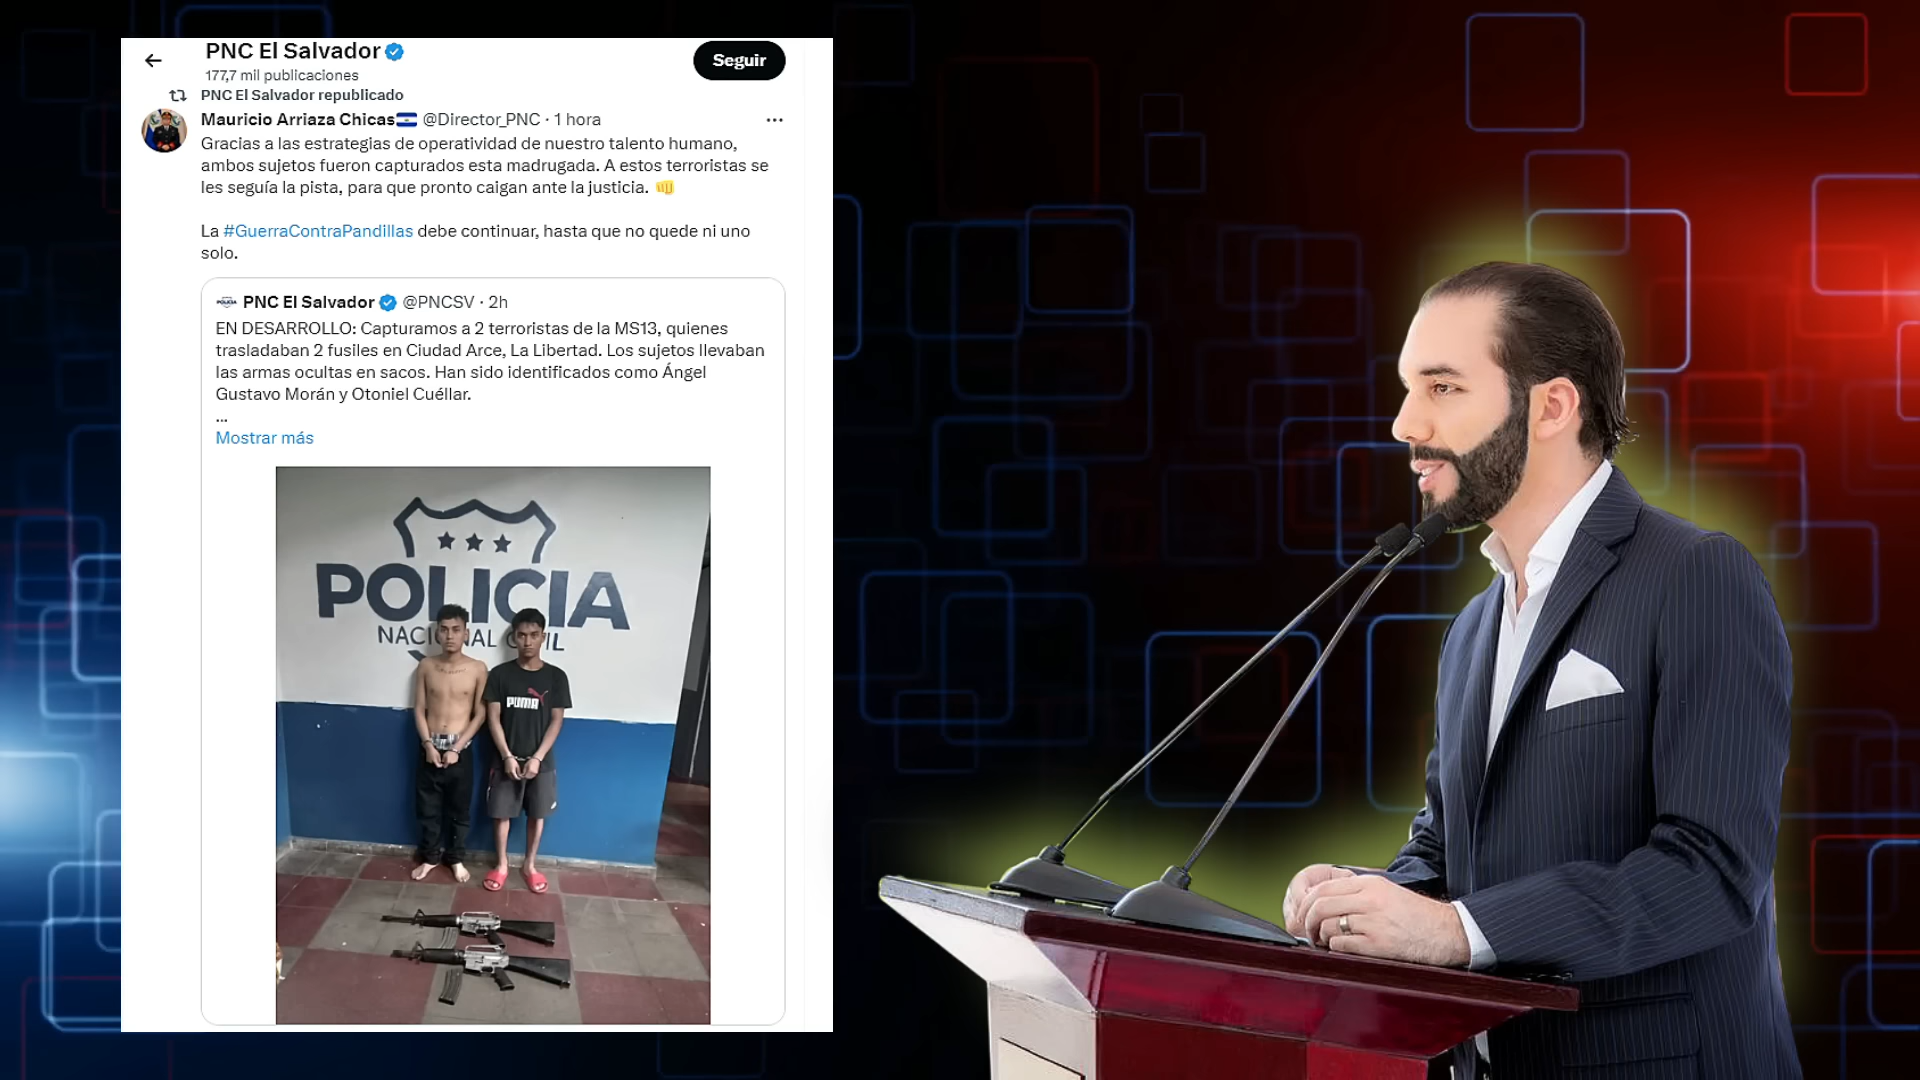 PNC El Salvador
177,7 mil publicaciones
Seguir
PNC El Salvador republicado
Mauricio Arriaza Chicas @Director_PNC · 1 hora
Gracias a las estrategias de operatividad de nuestro talento humano,
ambos sujetos fueron capturados esta madrugada. A estos terroristas se
les seguía la pista, para que pronto caigan ante la justicia. 👊
La #GuerraContraPandillas debe continuar, hasta que no quede ni uno
solo.
POLICIA
PNC El Salvador @PNCSV · 2h
EN DESARROLLO: Capturamos a 2 terroristas de la MS13, quienes
trasladaban 2 fusiles en Ciudad Arce, La Libertad. Los sujetos llevaban
las armas ocultas en sacos. Han sido identificados como Ángel
Gustavo Morán y Otoniel Cuéllar.
...
Mostrar más
POLICIA
NACIONAL CIVIL
PUMA